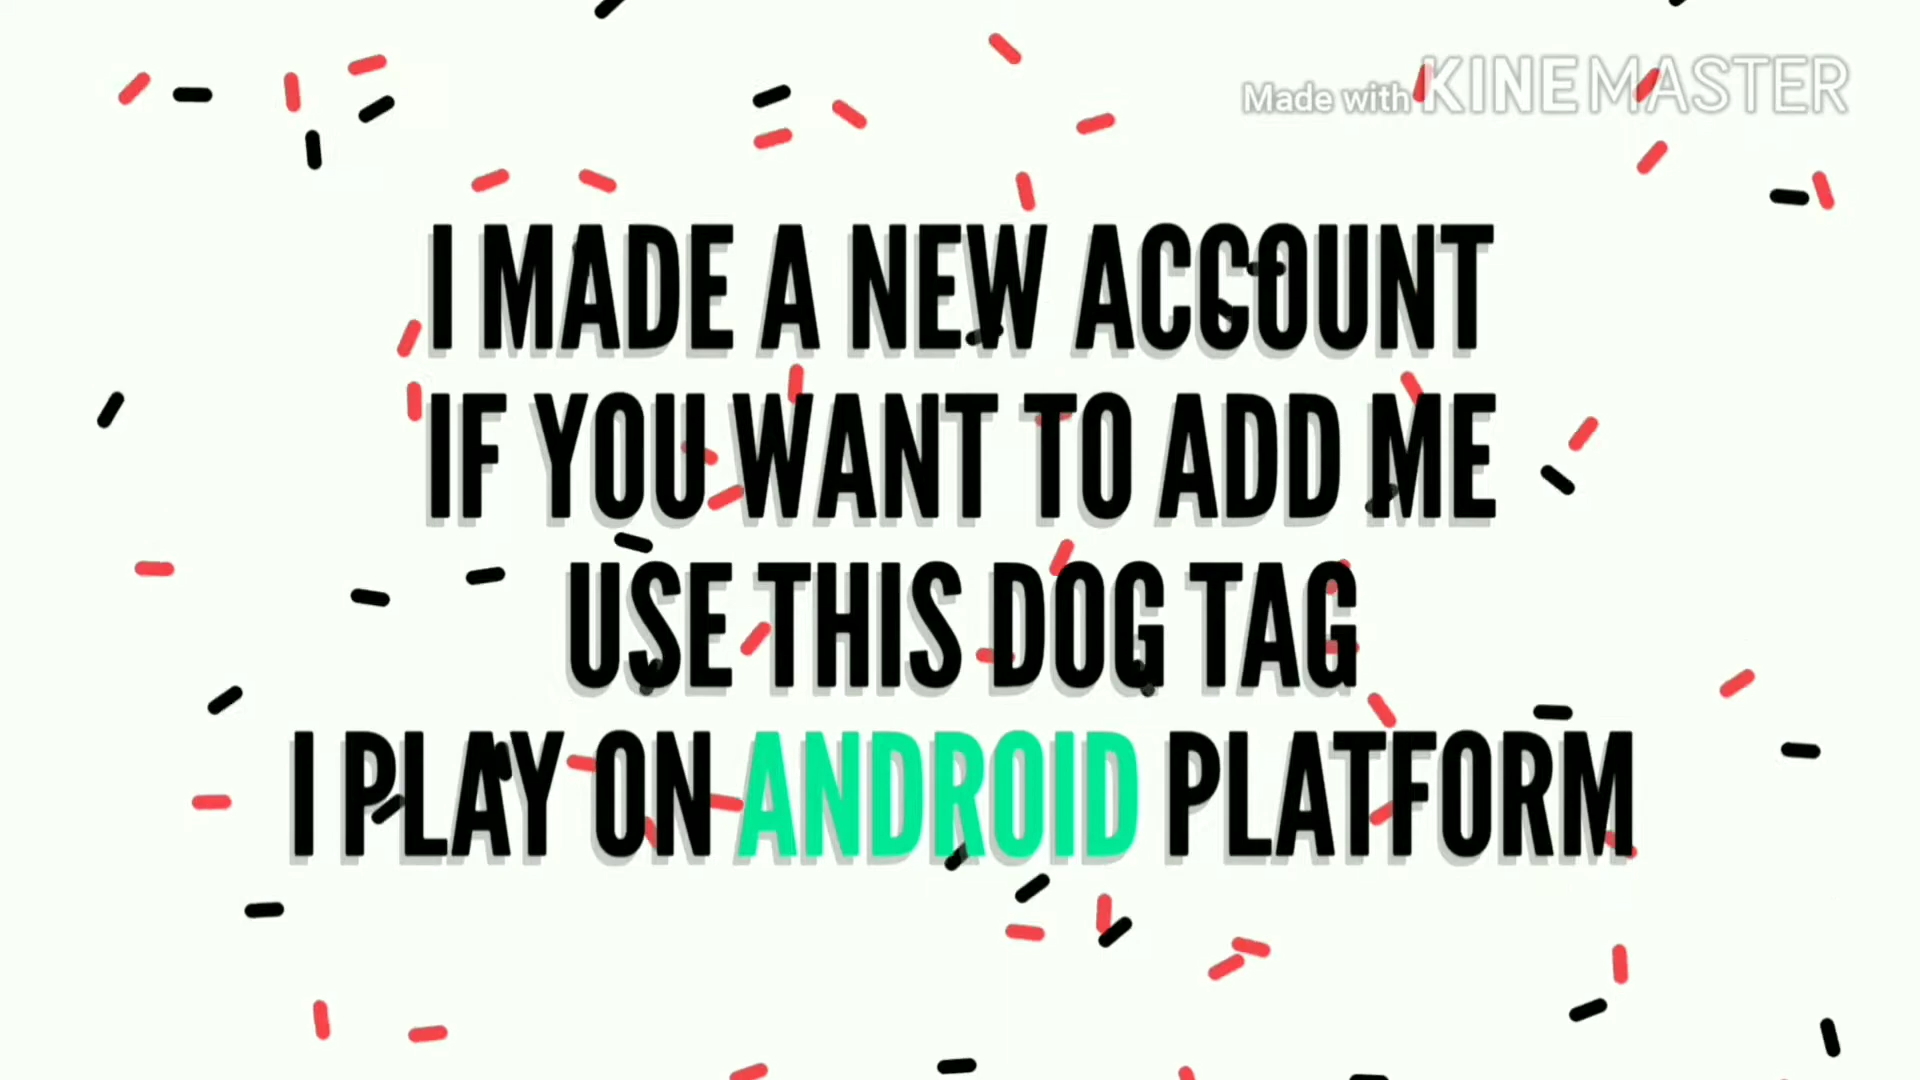 Made with KINEMASTER
I MADE A NEW ACCOUNT
IF YOU WANT TO ADD ME
USE THIS DOG TAG
I PLAY ON ANDROID PLATFORM